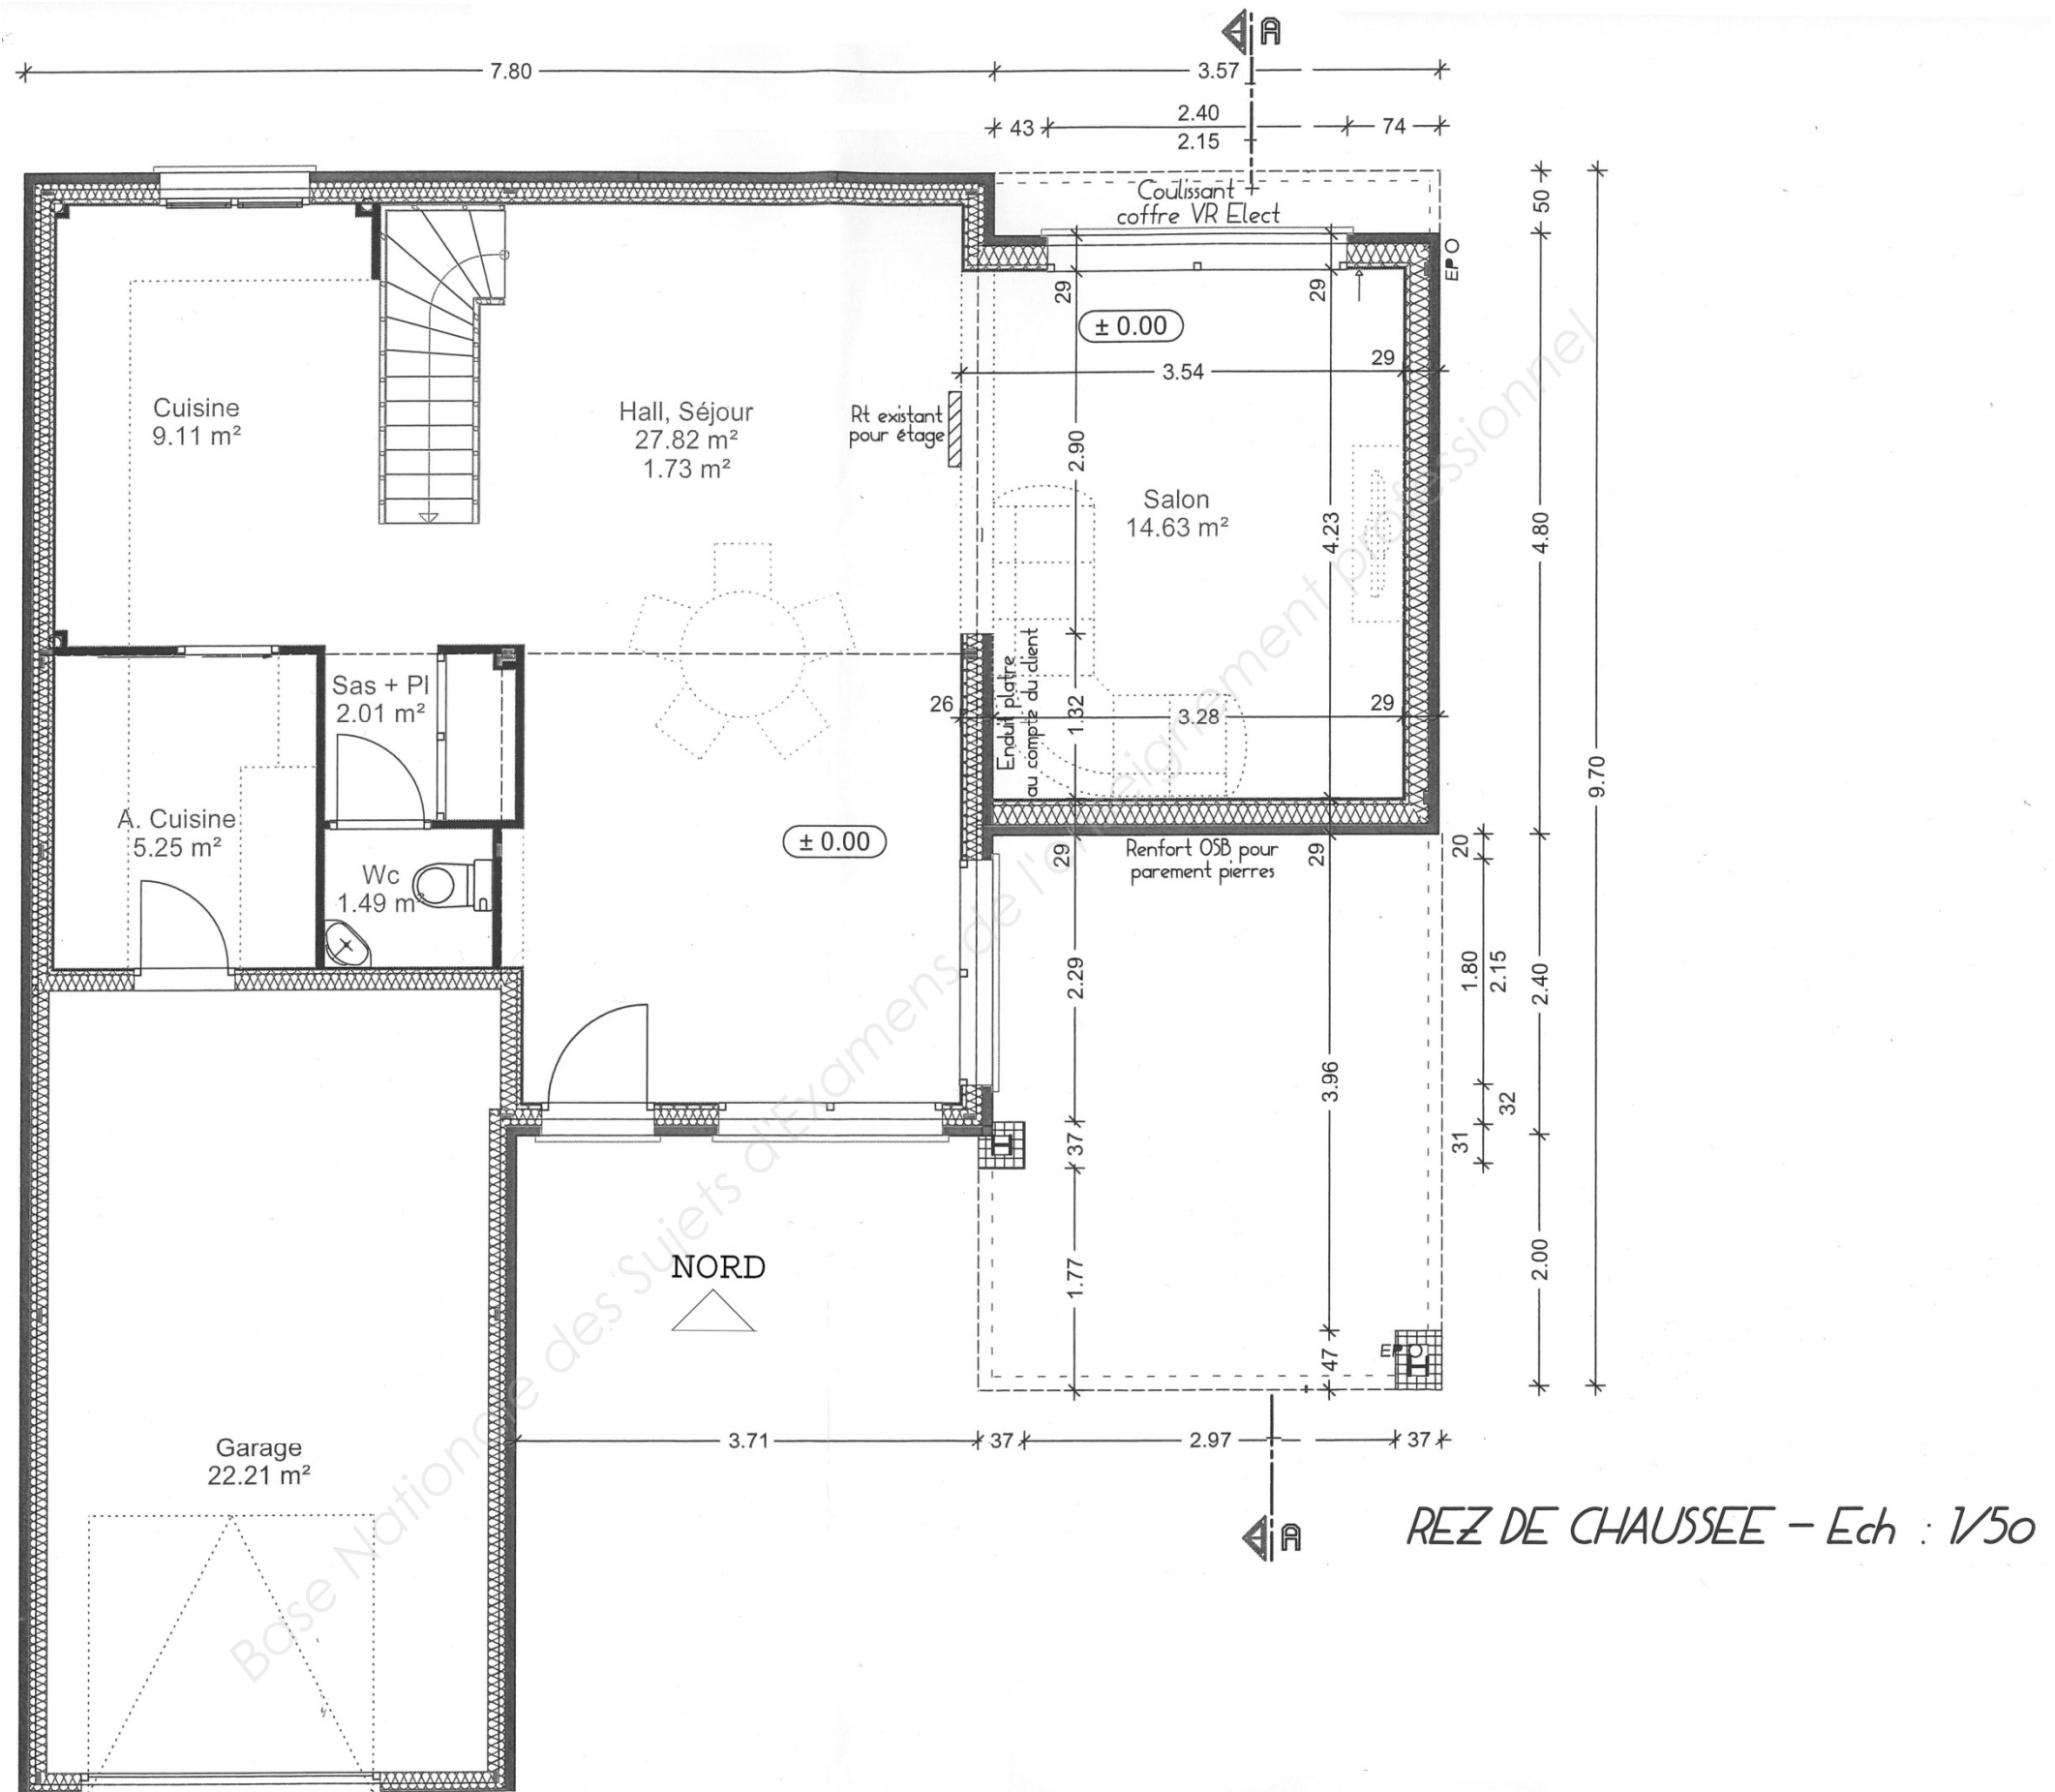 A
7.80
3.57
43
2.40
2.15
74
Coulissant
coffre VR Elect
50
EP
29
29
± 0.00
3.54
29
Cuisine
9.11 m²
Hall, Séjour
27.82 m²
1.73 m²
Rt existant
pour étage
2.90
Salon
14.63 m²
4.23
4.80
9.70
Sas + Pl
2.01 m²
26
Enduit platre
au compte du client
1.32
3.28
29
A. Cuisine
5.25 m²
± 0.00
Wc
1.49 m²
29
Renfort OSB pour
parement pierres
29
20
2.29
1.80
2.15
2.40
3.96
32
37
31
NORD
1.77
2.00
EP
47
3.71
37
2.97
37
Garage
22.21 m²
A
REZ DE CHAUSSEE - Ech : 1/50
Base Nationale des Sujets d'Examens de l'enseignement professionnel